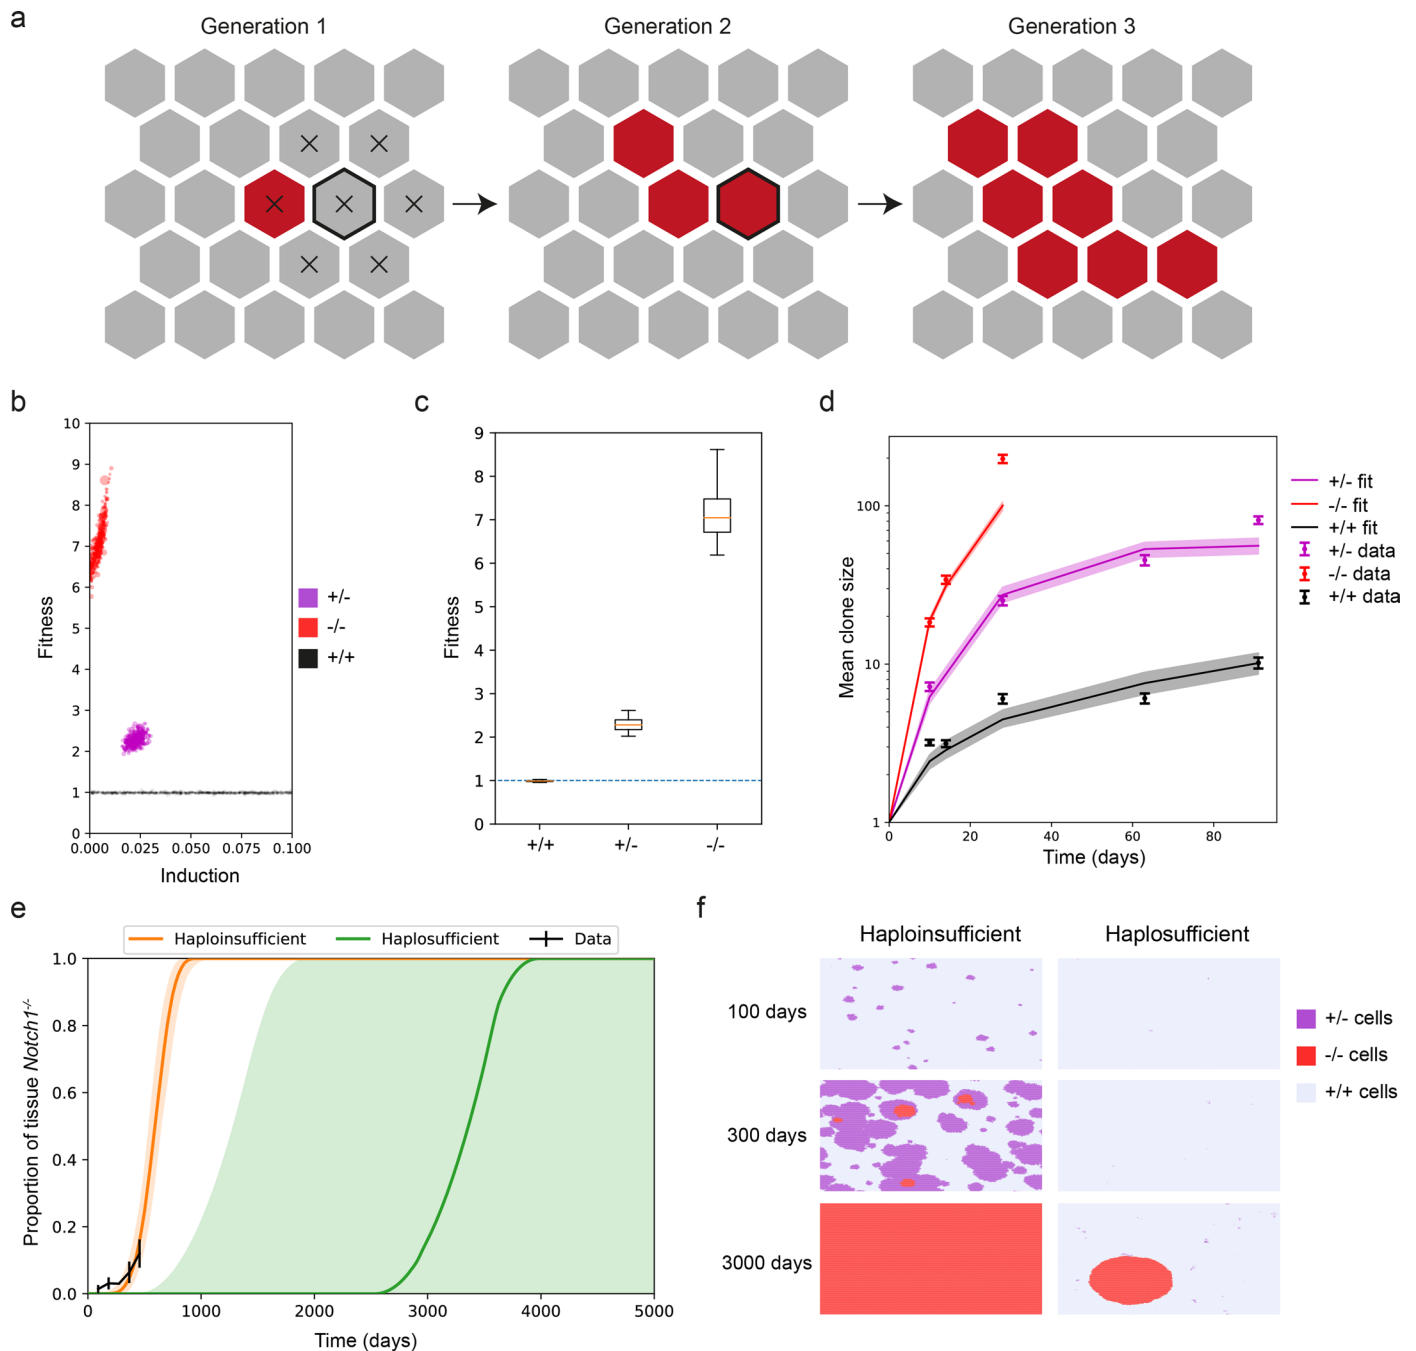 a
Generation 1
Generation 2
Generation 3
b
10
9
8
7
6
5
4
3
2
1
0
Fitness
0.000
0.025
0.050
0.075
0.100
Induction
+/-
-/-
+/+
c
9
8
7
6
5
4
3
2
1
0
Fitness
+/+
+/-
-/-
d
100
10
1
Mean clone size
0
20
40
60
80
Time (days)
+/- fit
-/- fit
+/+ fit
+/- data
-/- data
+/+ data
e
Haploinsufficient
Haplosufficient
Data
1.0
0.8
0.6
0.4
0.2
0.0
Proportion of tissue Notch1-/-
0
1000
2000
3000
4000
5000
Time (days)
f
Haploinsufficient
Haplosufficient
100 days
300 days
3000 days
+/- cells
-/- cells
+/+ cells